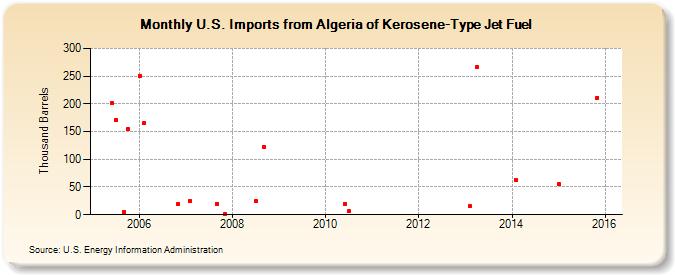 Monthly U.S. Imports from Algeria of Kerosene-Type Jet Fuel
Thousand Barrels
300
250
200
150
100
50
0
2006 2008 2010 2012 2014 2016
Source: U.S. Energy Information Administration